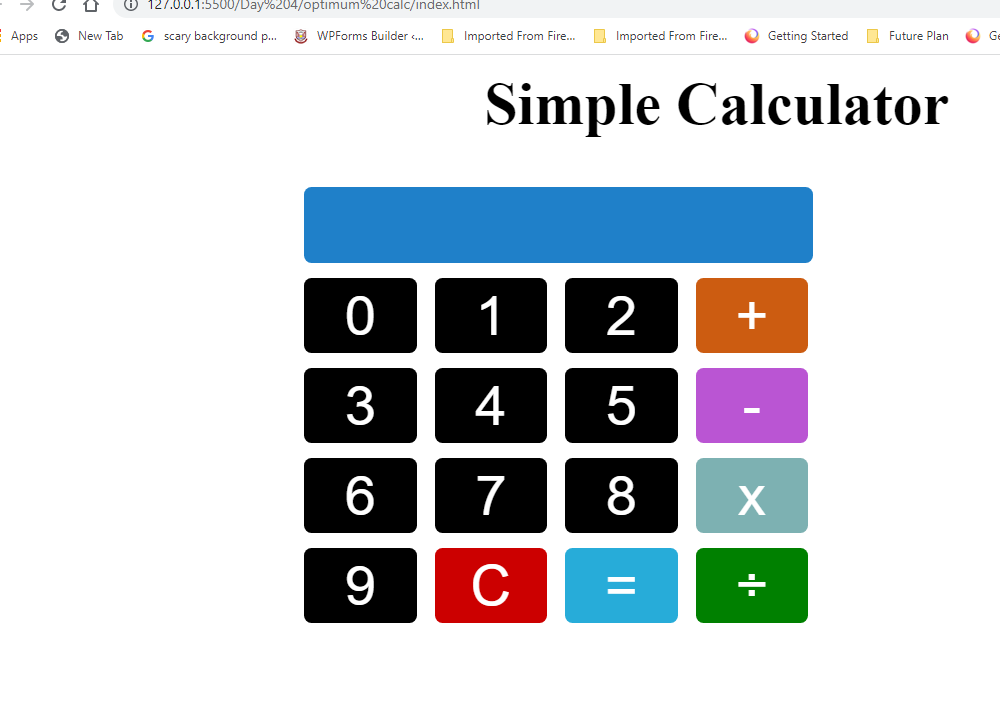 127.0.0.1:5500/Day%204/optimum%20calc/index.html
Apps New Tab scary background p... WPForms Builder ‹... Imported From Fire... Imported From Fire... Getting Started Future Plan Ge
Simple Calculator
0 1 2 +
3 4 5 -
6 7 8 x
9 C = ÷